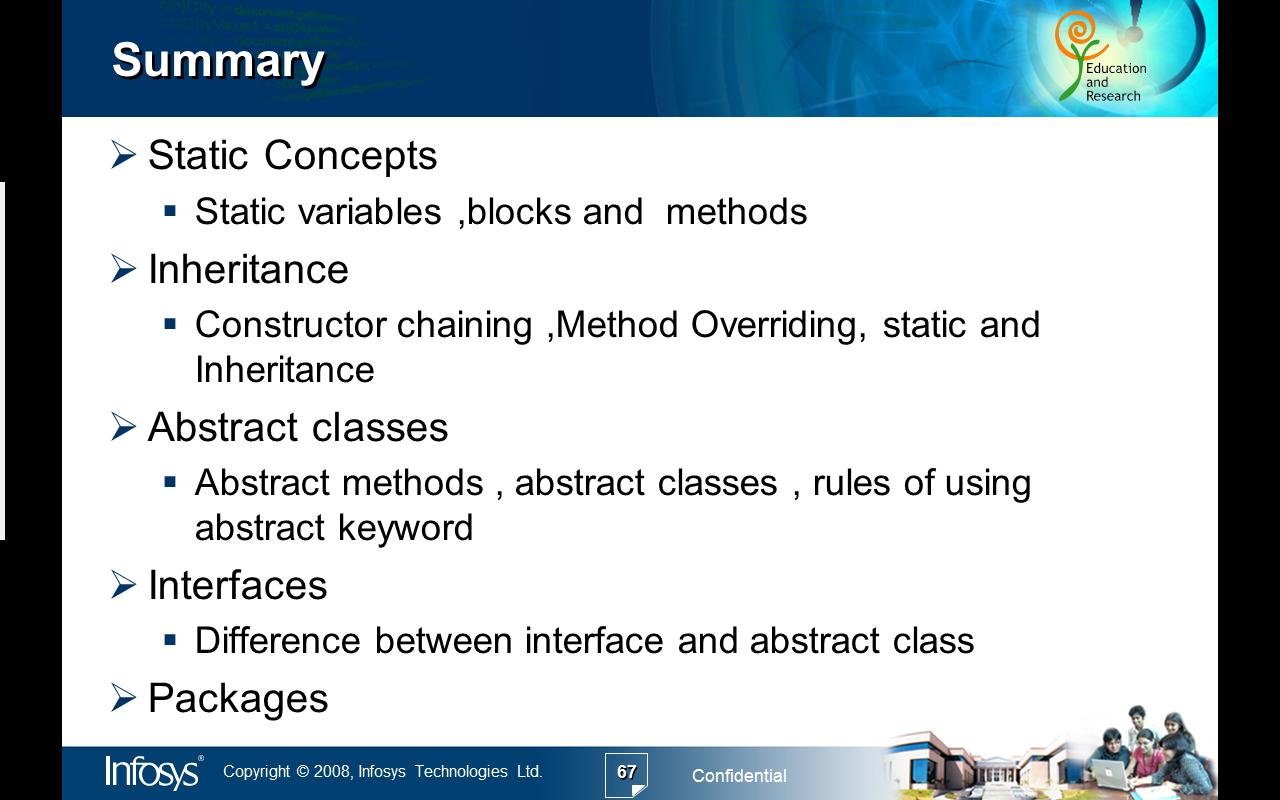 Summary
Education
and
Research
Static Concepts
Static variables ,blocks and methods
Inheritance
Constructor chaining ,Method Overriding, static and
Inheritance
Abstract classes
Abstract methods , abstract classes , rules of using
abstract keyword
Interfaces
Difference between interface and abstract class
Packages
Infosys®
Copyright © 2008, Infosys Technologies Ltd.
67
Confidential